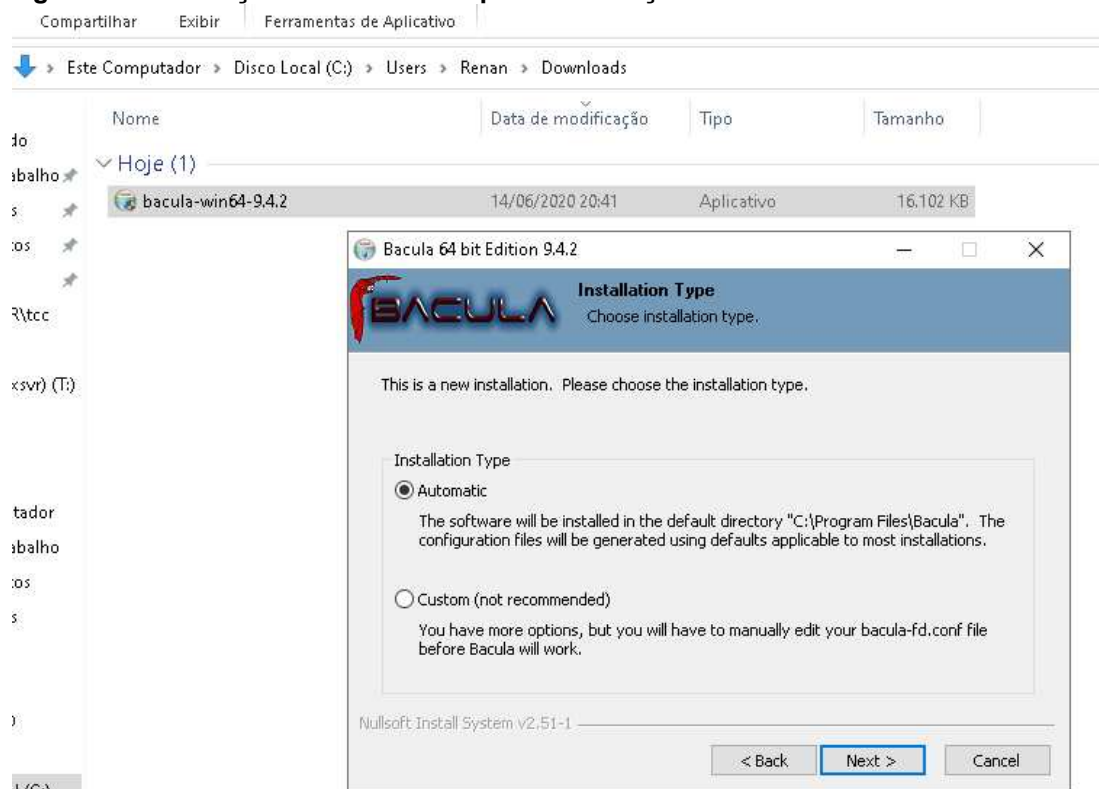 Compartilhar Exibir Ferramentas de Aplicativo
Este Computador > Disco Local (C:) > Users > Renan > Downloads
Nome Data de modificação Tipo Tamanho
Hoje (1)
bacula-win64-9.4.2 14/06/2020 20:41 Aplicativo 16.102 KB
R\tcc
(T:)
Bacula 64 bit Edition 9.4.2
BACULA
Installation Type
Choose installation type.
This is a new installation. Please choose the installation type.
Installation Type
Automatic
The software will be installed in the default directory "C:\Program Files\Bacula". The
configuration files will be generated using defaults applicable to most installations.
Custom (not recommended)
You have more options, but you will have to manually edit your bacula-fd.conf file
before Bacula will work.
Nullsoft Install System v2.51-1
< Back Next > Cancel